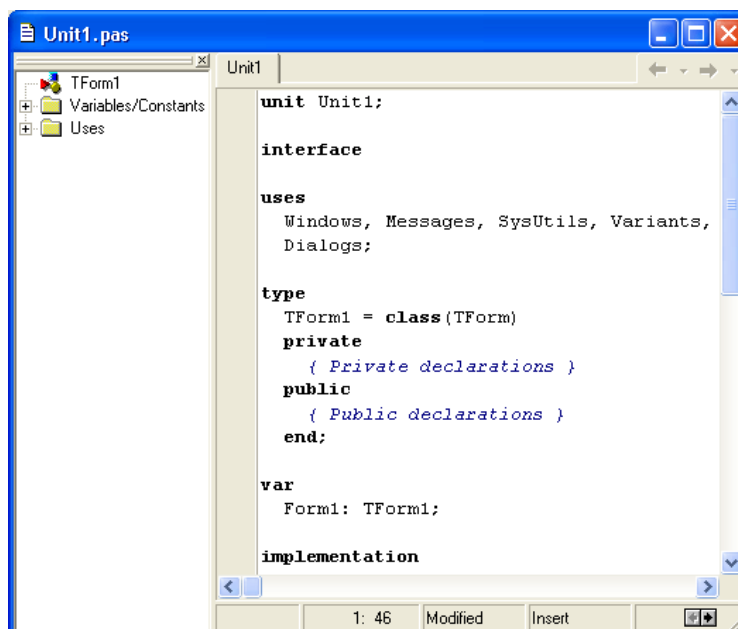 Unit1.pas
TForm1
Variables/Constants
Uses
Unit1
unit Unit1;
interface
uses
Windows, Messages, SysUtils, Variants,
Dialogs;
type
TForm1 = class(TForm)
private
{ Private declarations }
public
{ Public declarations }
end;
var
Form1: TForm1;
implementation
1: 46 Modified Insert